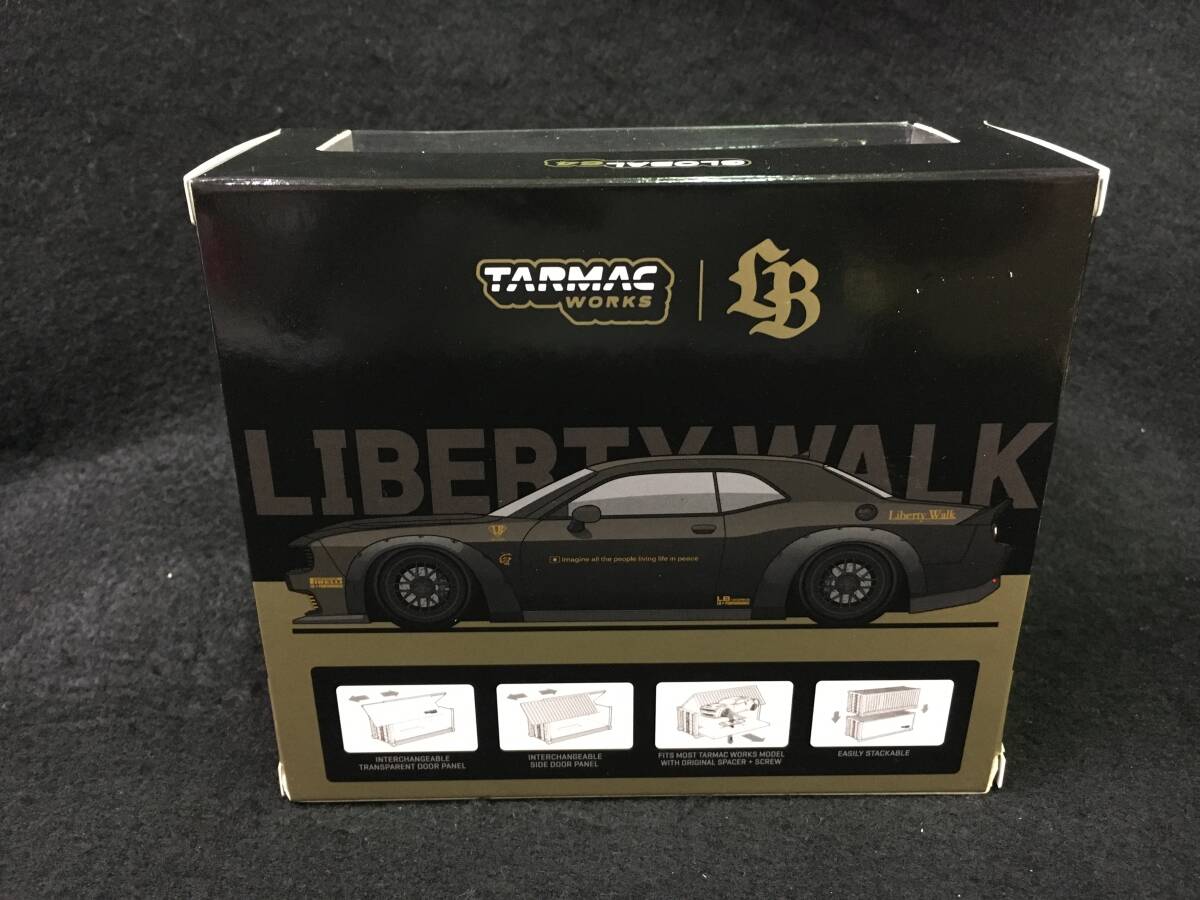 GLOBAL64
TARMAC
WORKS
LB
LIBERTY WALK
Liberty Walk
Imagine all the people living life in peace
PIRELLI
LB
INTERCHANGEABLE
TRANSPARENT DOOR PANEL
INTERCHANGEABLE
SIDE DOOR PANEL
FITS MOST TARMAC WORKS MODEL
WITH ORIGINAL SPACER + SCREW
EASILY STACKABLE